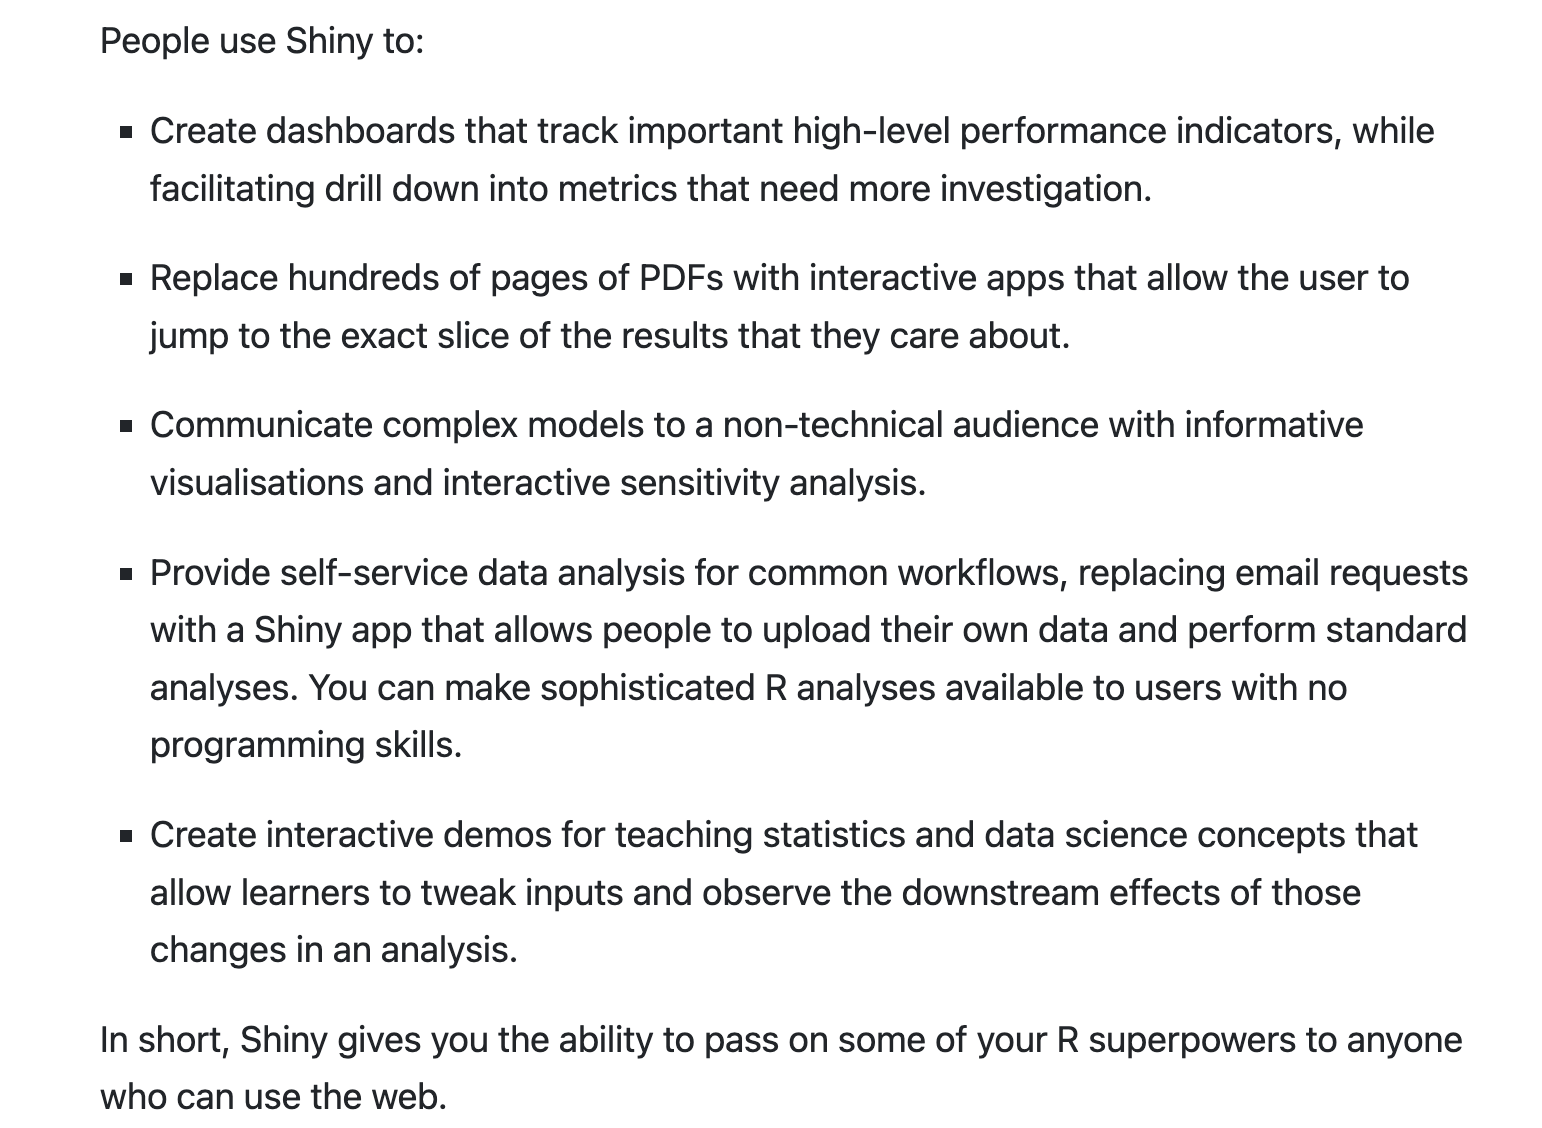 People use Shiny to:
▪ Create dashboards that track important high-level performance indicators, while
facilitating drill down into metrics that need more investigation.
▪ Replace hundreds of pages of PDFs with interactive apps that allow the user to
jump to the exact slice of the results that they care about.
▪ Communicate complex models to a non-technical audience with informative
visualisations and interactive sensitivity analysis.
▪ Provide self-service data analysis for common workflows, replacing email requests
with a Shiny app that allows people to upload their own data and perform standard
analyses. You can make sophisticated R analyses available to users with no
programming skills.
▪ Create interactive demos for teaching statistics and data science concepts that
allow learners to tweak inputs and observe the downstream effects of those
changes in an analysis.
In short, Shiny gives you the ability to pass on some of your R superpowers to anyone
who can use the web.